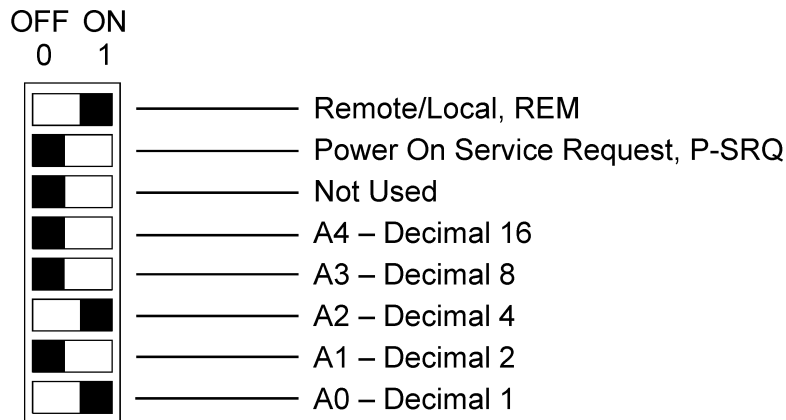 OFF ON
0 1
Remote/Local, REM
Power On Service Request, P-SRQ
Not Used
A4 – Decimal 16
A3 – Decimal 8
A2 – Decimal 4
A1 – Decimal 2
A0 – Decimal 1